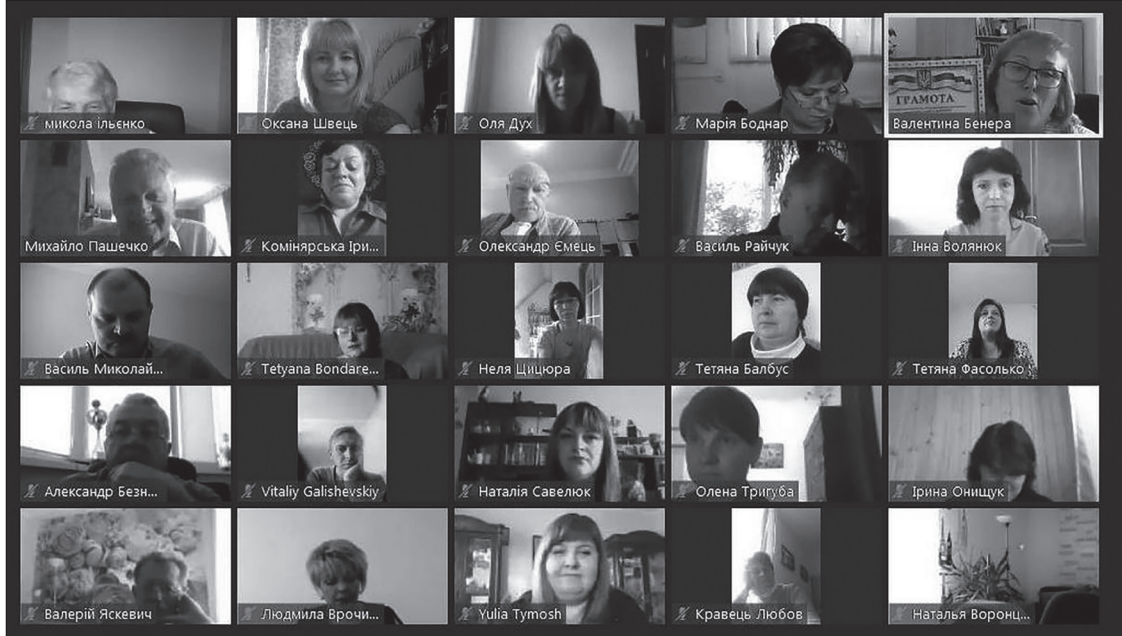 микола ільєнко
Оксана Швець
Оля Дух
Марія Боднар
ГРАМОТА
Валентина Бенера
Михайло Пашечко
Комінярська Іри...
Олександр Ємець
Василь Райчук
Інна Волянюк
Василь Миколай...
Tetyana Bondare...
Неля Цицюра
Тетяна Балбус
Тетяна Фасолько
Александр Безн...
Vitaliy Galishevskiy
Наталія Савелюк
Олена Тригуба
Ірина Онищук
Валерій Яскевич
Людмила Врочи...
Yulia Tymosh
Кравець Любов
Наталья Воронц...